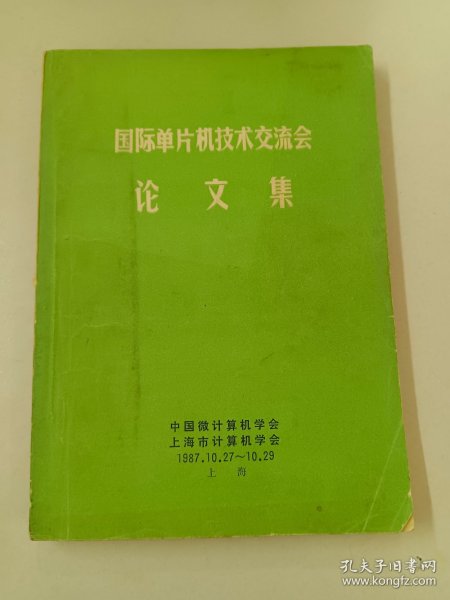 国际单片机技术交流会
论文集
中国微计算机学会
上海市计算机学会
1987.10.27～10.29
上海
孔夫子旧书网
www.kongfz.com